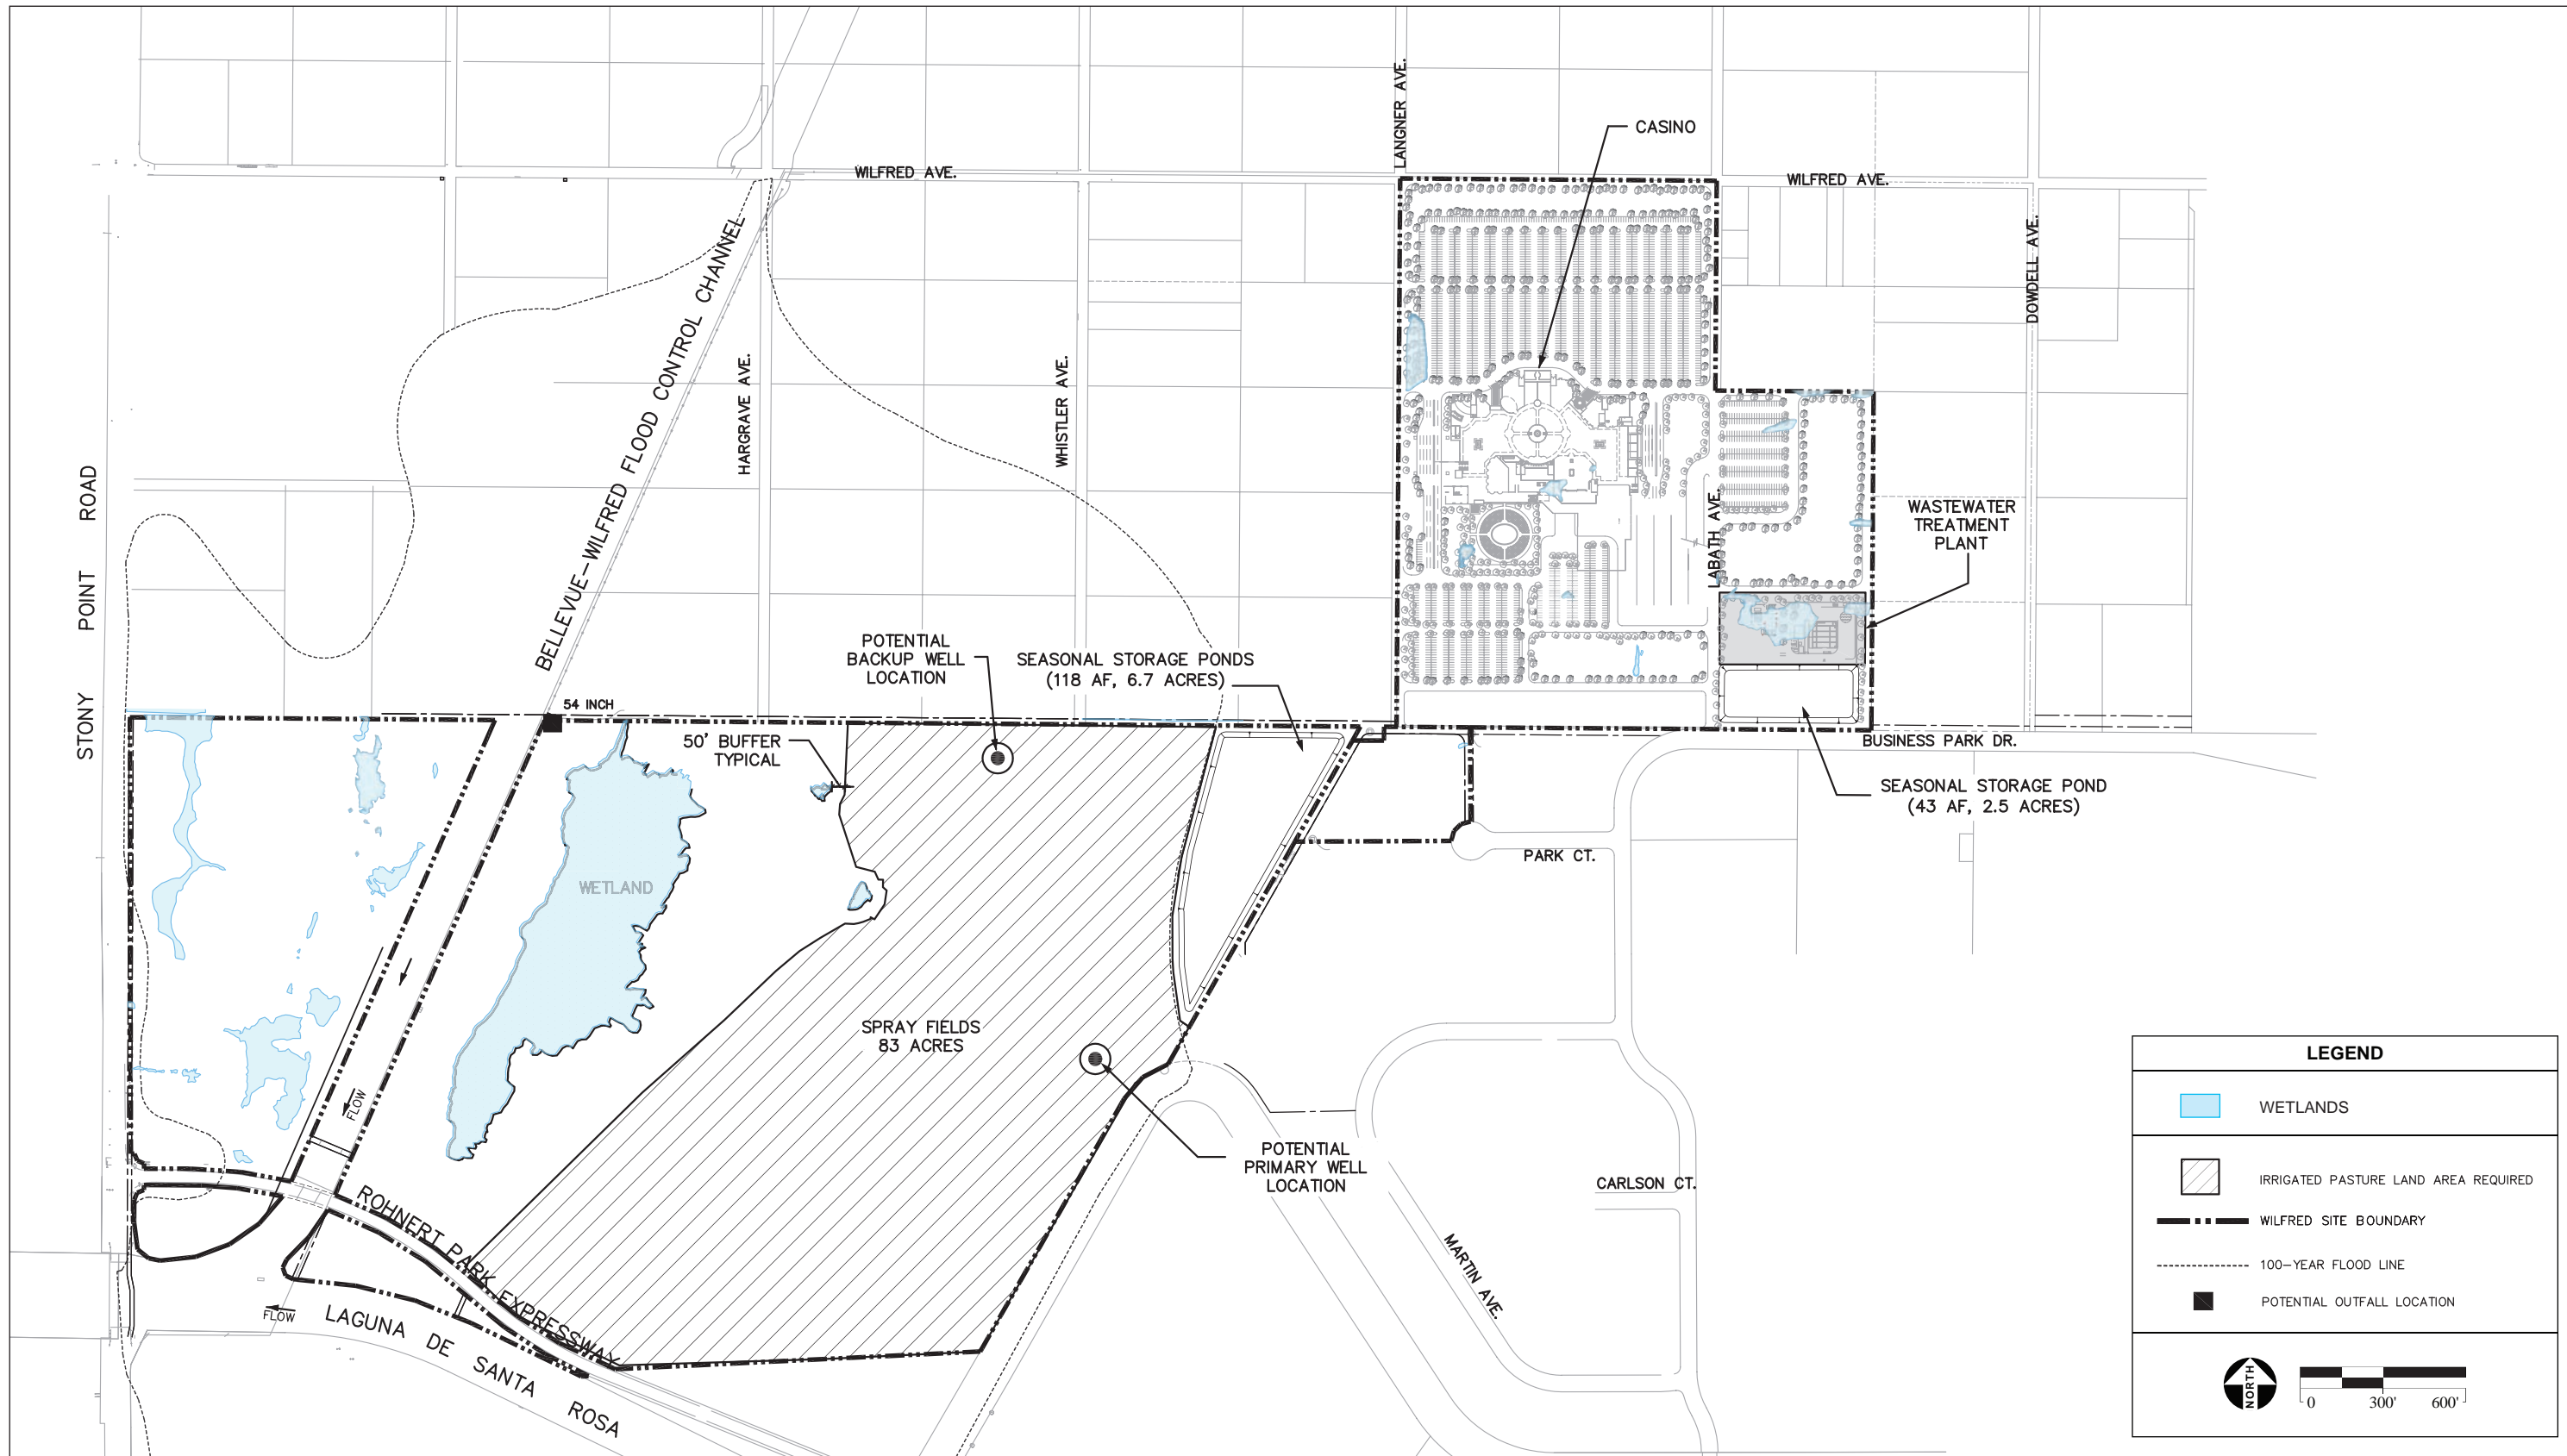 LANGNER AVE.
CASINO
WILFRED AVE.
WILFRED AVE.
DOWDELL AVE.
BELLEVUE-WILFRED FLOOD CONTROL CHANNEL
HARGRAVE AVE.
WHISTLER AVE.
STONY POINT ROAD
LABATH AVE.
WASTEWATER
TREATMENT
PLANT
POTENTIAL
BACKUP WELL
LOCATION
SEASONAL STORAGE PONDS
(118 AF, 6.7 ACRES)
54 INCH
50' BUFFER
TYPICAL
BUSINESS PARK DR.
SEASONAL STORAGE POND
(43 AF, 2.5 ACRES)
PARK CT.
WETLAND
SPRAY FIELDS
83 ACRES
FLOW
POTENTIAL
PRIMARY WELL
LOCATION
CARLSON CT.
MARTIN AVE.
ROHNERT PARK EXPRESSWAY
FLOW
LAGUNA DE SANTA ROSA
LEGEND
WETLANDS
IRRIGATED PASTURE LAND AREA REQUIRED
WILFRED SITE BOUNDARY
100-YEAR FLOOD LINE
POTENTIAL OUTFALL LOCATION
NORTH
0 300' 600'